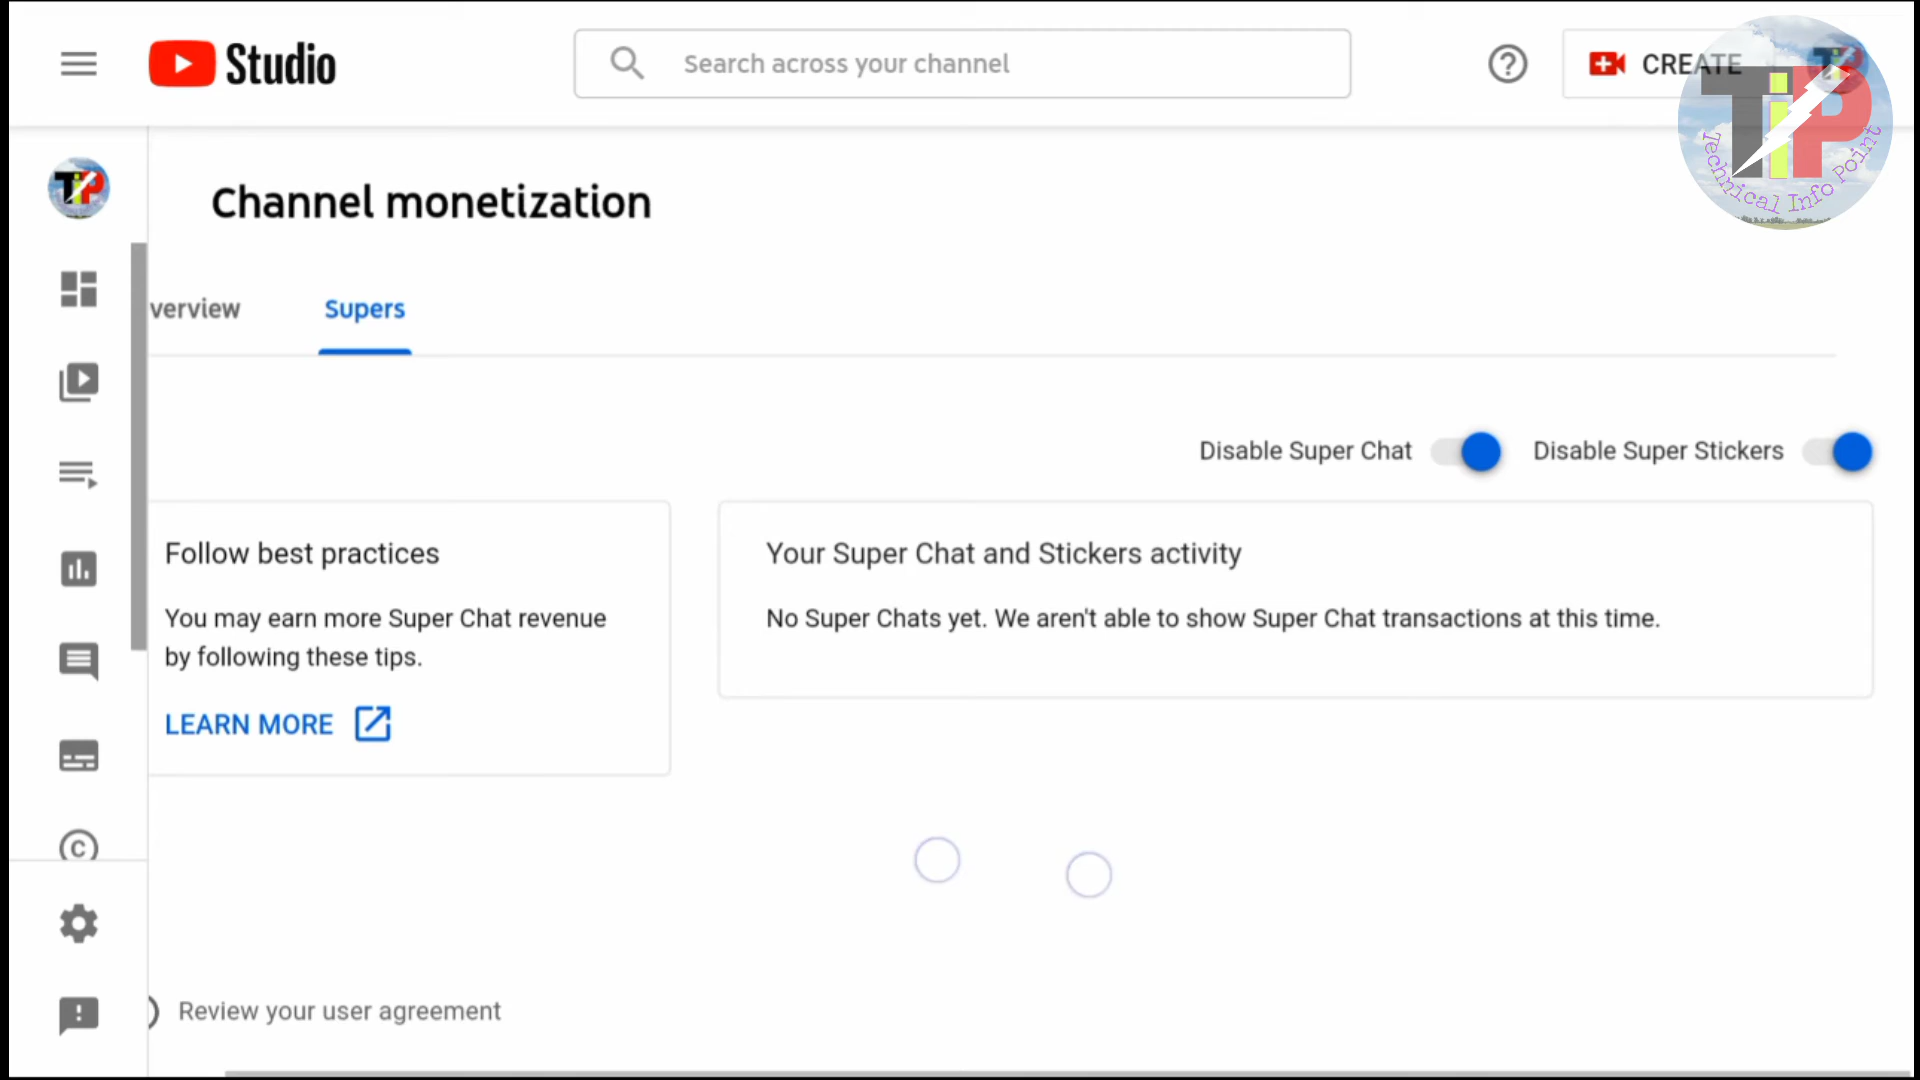 Studio
Search across your channel
CREATE
TiP
Technical Info Point
TiP
Channel monetization
verview
Supers
Disable Super Chat
Disable Super Stickers
Follow best practices
You may earn more Super Chat revenue
by following these tips.
LEARN MORE
Your Super Chat and Stickers activity
No Super Chats yet. We aren't able to show Super Chat transactions at this time.
Review your user agreement